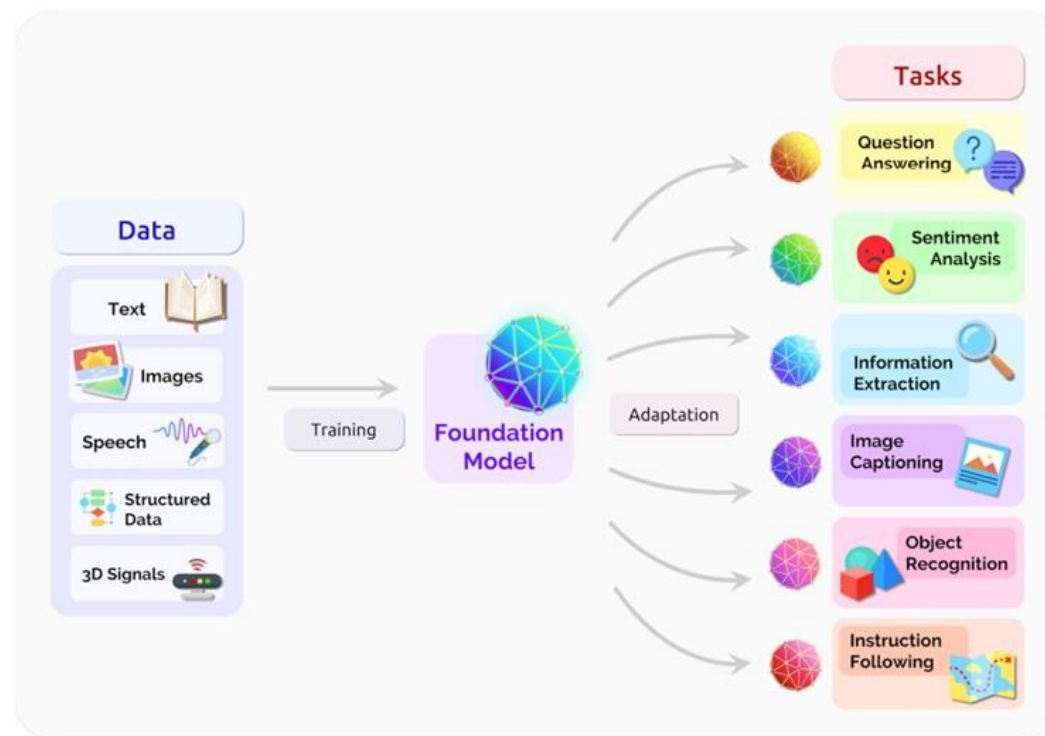 Data
Text
Images
Speech
Structured
Data
3D Signals
Training
Foundation
Model
Adaptation
Tasks
Question
Answering
?
Sentiment
Analysis
Information
Extraction
Image
Captioning
Object
Recognition
Instruction
Following